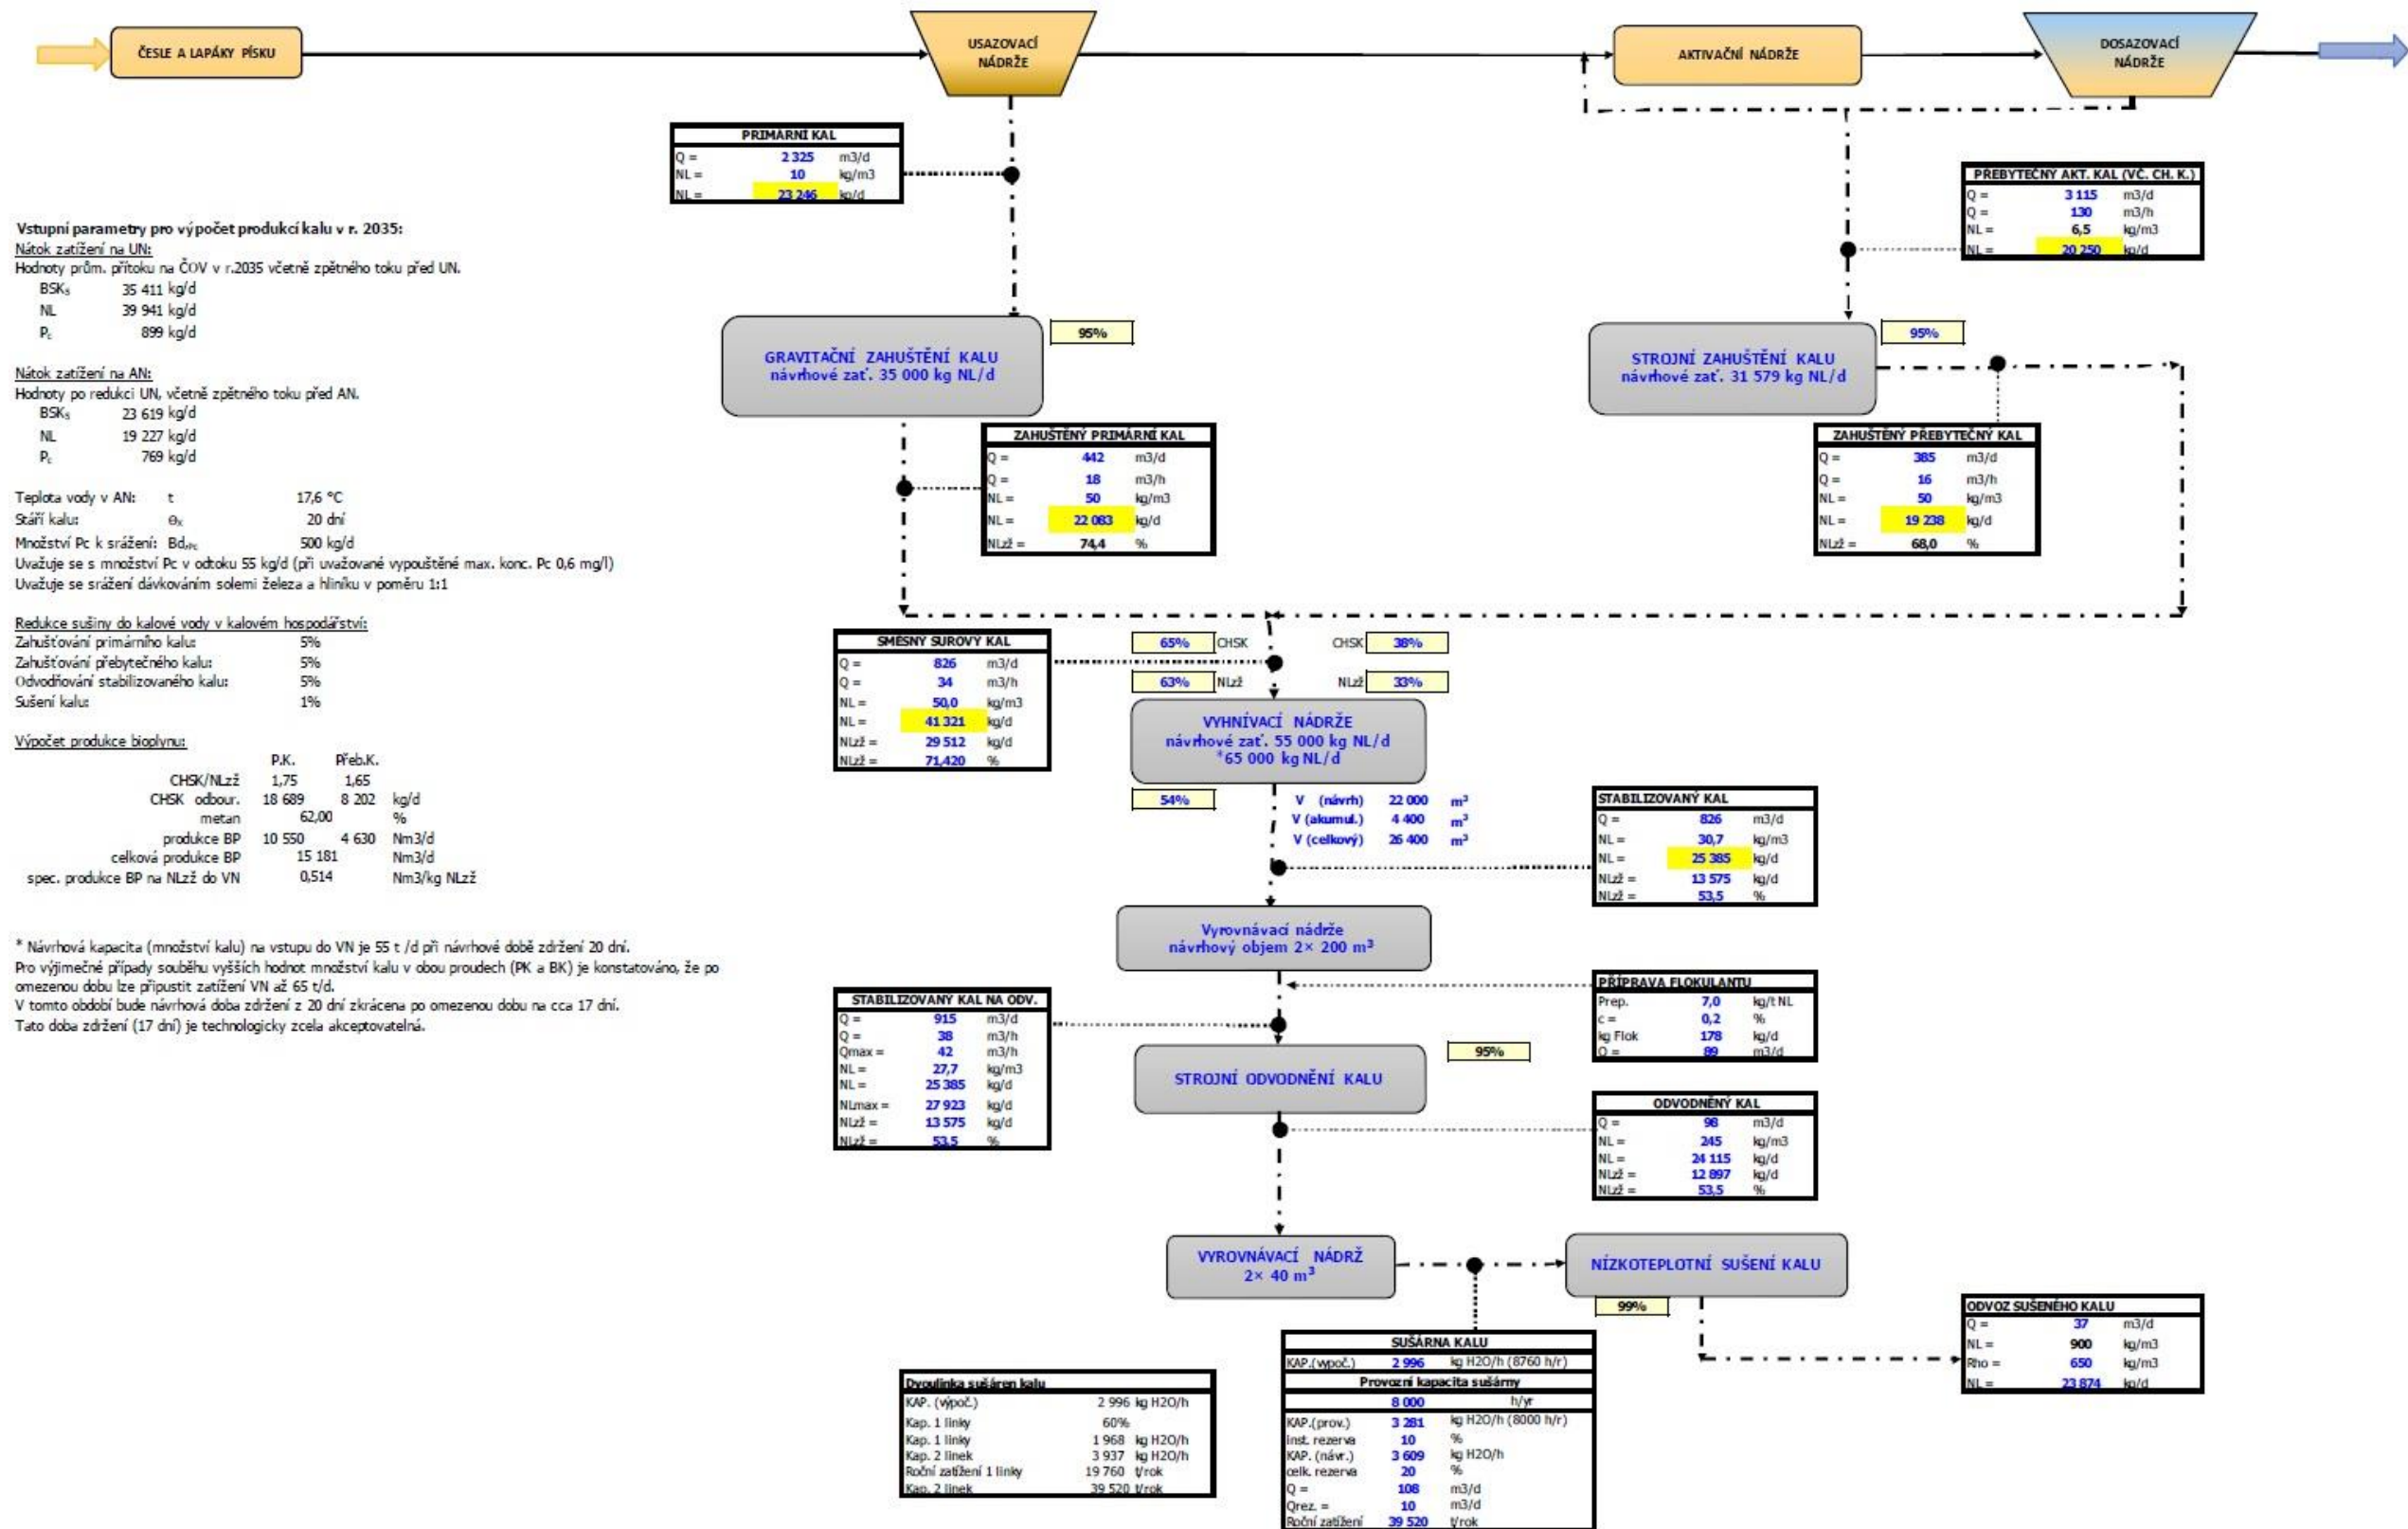 ČESLE A LAPÁKY PÍSKU
USAZOVACÍ
NÁDRŽE
AKTIVAČNÍ NÁDRŽE
DOSAZOVACÍ
NÁDRŽE
PRIMÁRNÍ KAL
Q = 2 325 m3/d
NL = 10 kg/m3
NL = 23 246 kg/d
PŘEBYTEČNÝ AKT. KAL (VČ. CH. K.)
Q = 3 115 m3/d
Q = 130 m3/h
NL = 6,5 kg/m3
NL = 20 250 kg/d
Vstupní parametry pro výpočet produkcí kalu v r. 2035:
Nátok zatížení na UN:
Hodnoty prům. přítoku na ČOV v r.2035 včetně zpětného toku před UN.
BSK₅ 35 411 kg/d
NL 39 941 kg/d
Pc 899 kg/d
Nátok zatížení na AN:
Hodnoty po redukci UN, včetně zpětného toku před AN.
BSK₅ 23 619 kg/d
NL 19 227 kg/d
Pc 769 kg/d
Teplota vody v AN: t 17,6 °C
Stáří kalu: Θx 20 dní
Množství Pc k srážení: Bd,Pc 500 kg/d
Uvažuje se s množství Pc v odtoku 55 kg/d (při uvažované vypouštěné max. konc. Pc 0,6 mg/l)
Uvažuje se srážení dávkováním solemi železa a hliníku v poměru 1:1
Redukce sušiny do kalové vody v kalovém hospodářství:
Zahušťování primárního kalu: 5%
Zahušťování přebytečného kalu: 5%
Odvodňování stabilizovaného kalu: 5%
Sušení kalu: 1%
Výpočet produkce bioplynu:
P.K. Přeb.K.
CHSK/NLzž 1,75 1,65
CHSK odbour. 18 689 8 202 kg/d
metan 62,00 %
produkce BP 10 550 4 630 Nm3/d
celková produkce BP 15 181 Nm3/d
spec. produkce BP na NLzž do VN 0,514 Nm3/kg NLzž
* Návrhová kapacita (množství kalu) na vstupu do VN je 55 t /d při návrhové době zdržení 20 dní.
Pro výjimečné případy souběhu vyšších hodnot množství kalu v obou proudech (PK a BK) je konstatováno, že po
omezenou dobu lze připustit zatížení VN až 65 t/d.
V tomto období bude návrhová doba zdržení z 20 dní zkrácena po omezenou dobu na cca 17 dní.
Tato doba zdržení (17 dní) je technologicky zcela akceptovatelná.
GRAVITAČNÍ ZAHUŠTĚNÍ KALU
návrhové zať. 35 000 kg NL/d
95%
STROJNÍ ZAHUŠTĚNÍ KALU
návrhové zať. 31 579 kg NL/d
95%
ZAHUŠTĚNÝ PRIMÁRNÍ KAL
Q = 442 m3/d
Q = 18 m3/h
NL = 50 kg/m3
NL = 22 083 kg/d
NLzž = 74,4 %
ZAHUŠTĚNÝ PŘEBYTEČNÝ KAL
Q = 385 m3/d
Q = 16 m3/h
NL = 50 kg/m3
NL = 19 238 kg/d
NLzž = 68,0 %
SMĚSNÝ SUROVÝ KAL
Q = 826 m3/d
Q = 34 m3/h
NL = 50,0 kg/m3
NL = 41 321 kg/d
NLzž = 29 512 kg/d
NLzž = 71,420 %
65% CHSK CHSK 38%
63% NLzž NLzž 33%
VYHNÍVACÍ NÁDRŽE
návrhové zať. 55 000 kg NL/d
*65 000 kg NL/d
54%
V (návrh) 22 000 m³
V (akumul.) 4 400 m³
V (celkový) 26 400 m³
STABILIZOVANÝ KAL
Q = 826 m3/d
NL = 30,7 kg/m3
NL = 25 385 kg/d
NLzž = 13 575 kg/d
NLzž = 53,5 %
Vyrovnávací nádrže
návrhový objem 2× 200 m³
PŘÍPRAVA FLOKULANTU
Prep. 7,0 kg/t NL
c = 0,2 %
kg Flok 178 kg/d
Q = 89 m3/d
STABILIZOVANÝ KAL NA ODV.
Q = 915 m3/d
Q = 38 m3/h
Qmax = 42 m3/h
NL = 27,7 kg/m3
NL = 25 385 kg/d
NLmax = 27 923 kg/d
NLzž = 13 575 kg/d
NLzž = 53,5 %
STROJNÍ ODVODNĚNÍ KALU
95%
ODVODNĚNÝ KAL
Q = 98 m3/d
NL = 245 kg/m3
NL = 24 115 kg/d
NLzž = 12 897 kg/d
NLzž = 53,5 %
VYROVNÁVACÍ NÁDRŽ
2× 40 m³
NÍZKOTEPLOTNÍ SUŠENÍ KALU
99%
ODVOZ SUŠENÉHO KALU
Q = 37 m3/d
NL = 900 kg/m3
Rho = 650 kg/m3
NL = 23 874 kg/d
SUŠÁRNA KALU
KAP.(vypoč.) 2 996 kg H2O/h (8760 h/r)
Provozní kapacita sušárny
8 000 h/yr
KAP.(prov.) 3 281 kg H2O/h (8000 h/r)
inst. rezerva 10 %
KAP. (návr.) 3 609 kg H2O/h
celk. rezerva 20 %
Q = 108 m3/d
Qrez. = 10 m3/d
Roční zatížení 39 520 t/rok
Dvoulinka sušáren kalu
KAP. (výpoč.) 2 996 kg H2O/h
Kap. 1 linky 60%
Kap. 1 linky 1 968 kg H2O/h
Kap. 2 linek 3 937 kg H2O/h
Roční zatížení 1 linky 19 760 t/rok
Kap. 2 linek 39 520 t/rok